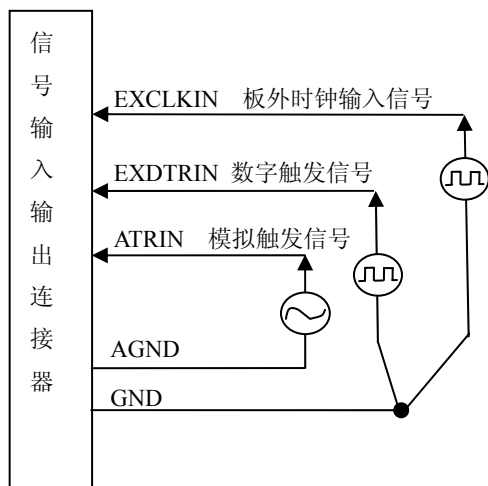 信号输入输出连接器
EXCLKIN 板外时钟输入信号
EXDTRIN 数字触发信号
ATRIN 模拟触发信号
AGND
GND